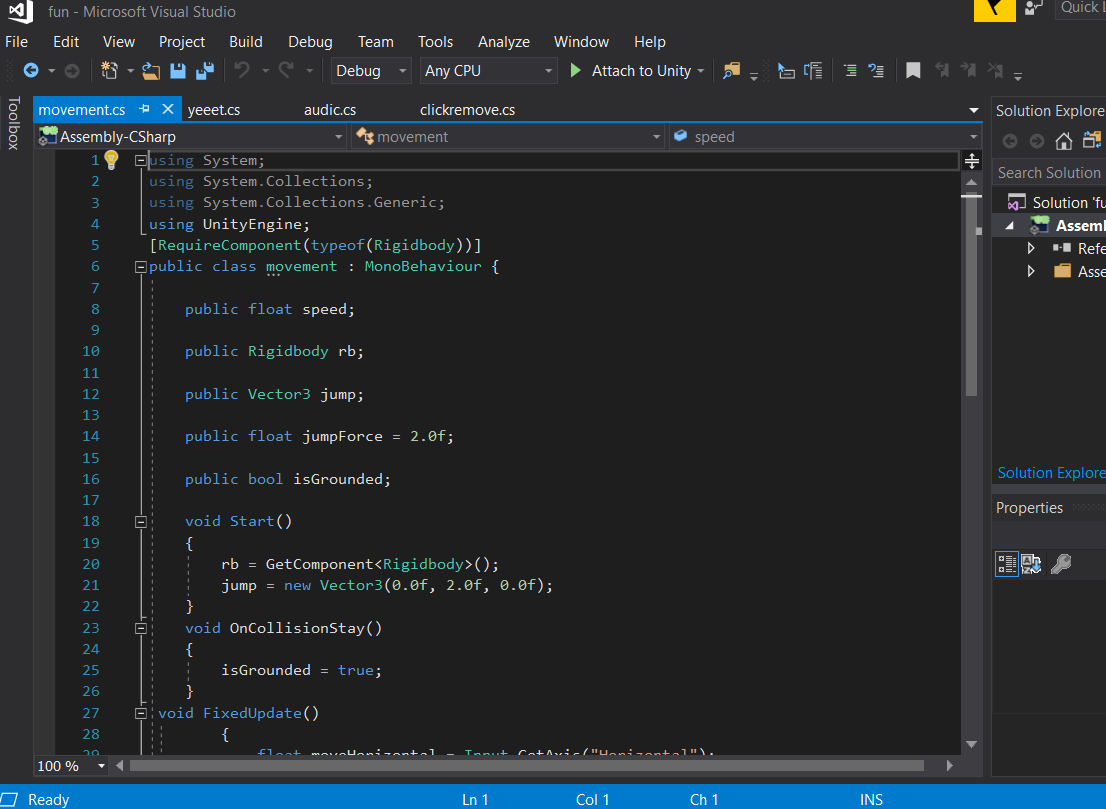 fun - Microsoft Visual Studio
Quick L
File Edit View Project Build Debug Team Tools Analyze Window Help
Debug Any CPU Attach to Unity
Toolbox
movement.cs yeeet.cs audic.cs clickremove.cs
Assembly-CSharp movement speed
1 using System;
2 using System.Collections;
3 using System.Collections.Generic;
4 using UnityEngine;
5 [RequireComponent(typeof(Rigidbody))]
6 public class movement : MonoBehaviour {
7
8 public float speed;
9
10 public Rigidbody rb;
11
12 public Vector3 jump;
13
14 public float jumpForce = 2.0f;
15
16 public bool isGrounded;
17
18 void Start()
19 {
20 rb = GetComponent<Rigidbody>();
21 jump = new Vector3(0.0f, 2.0f, 0.0f);
22 }
23 void OnCollisionStay()
24 {
25 isGrounded = true;
26 }
27 void FixedUpdate()
28 {
29 float moveHorizontal = Input.GetAxis("Horizontal");
100 %
Solution Explore
Search Solution
Solution 'fu
Assembl
Refe
Asse
Solution Explore
Properties
Ready Ln 1 Col 1 Ch 1 INS